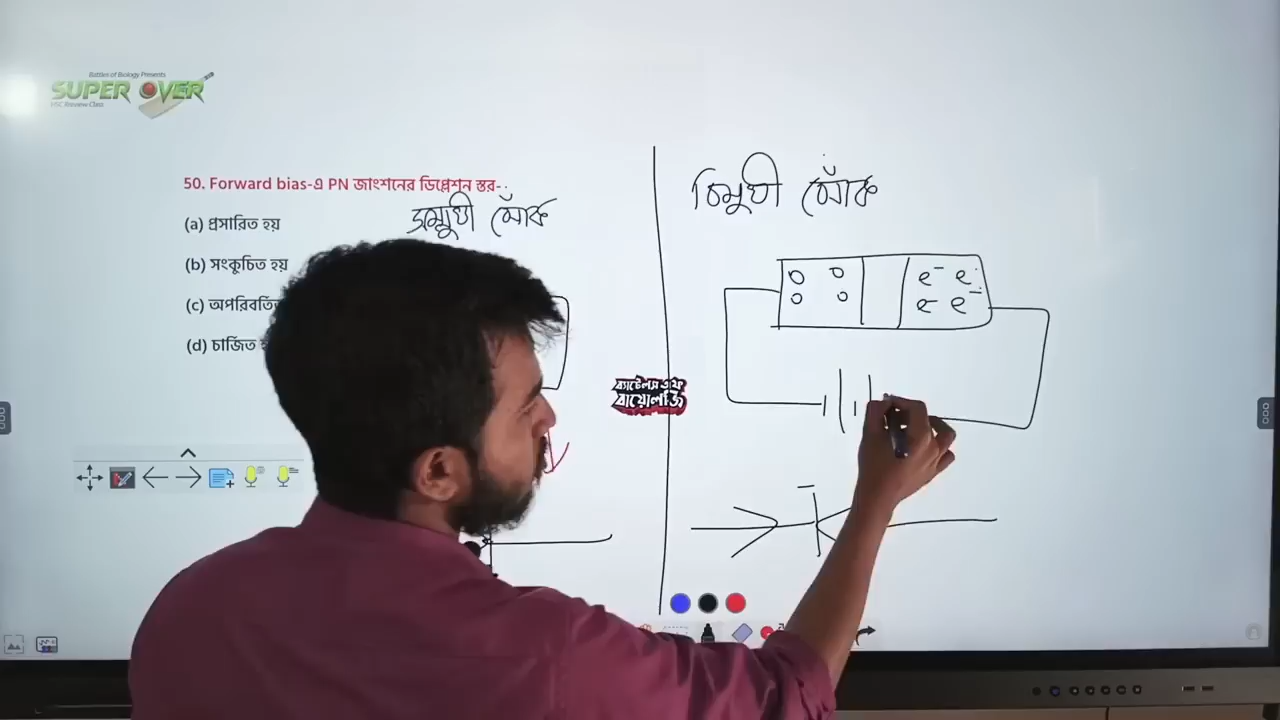 Battles of Biology Presents
SUPER OVER
HSC Review Class
50. Forward bias-এ PN জাংশনের ডিপ্লেশন স্তর-
(a) প্রসারিত হয়
সম্মুখী ঝোঁক
(b) সংকুচিত হয়
(c) অপরিবর্তিত
(d) চার্জিত হ
বিমুখী ঝোঁক
e⁻ e⁻
e⁻ e⁻
ব্যাটেলস অফ
বায়োলজি